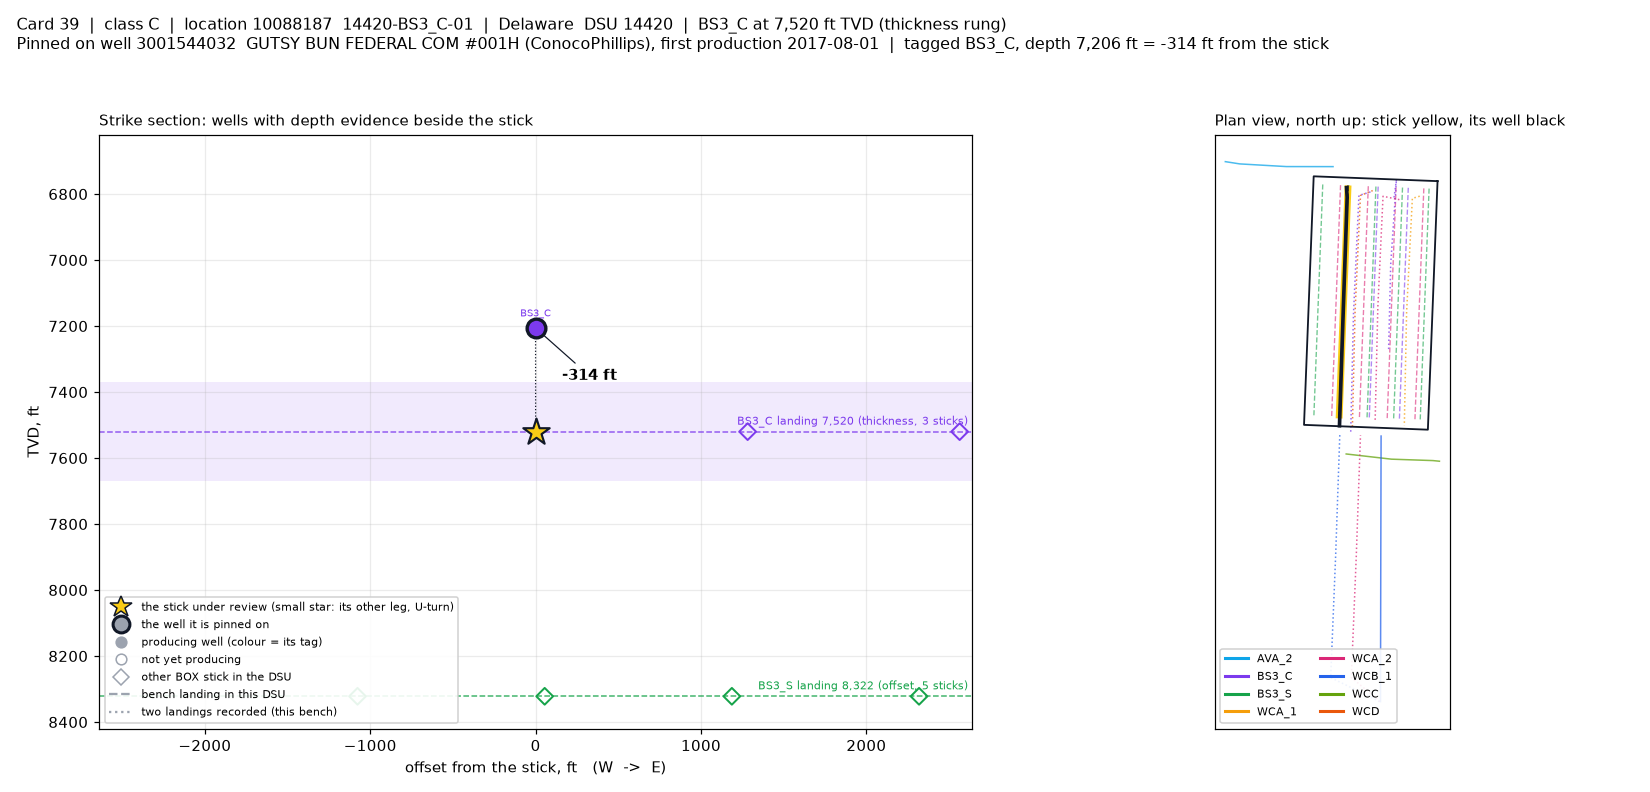 Card 39 | class C | location 10088187 14420-BS3_C-01 | Delaware DSU 14420 | BS3_C at 7,520 ft TVD (thickness rung)
Pinned on well 3001544032 GUTSY BUN FEDERAL COM #001H (ConocoPhillips), first production 2017-08-01 | tagged BS3_C, depth 7,206 ft = -314 ft from the stick
Strike section: wells with depth evidence beside the stick
Plan view, north up: stick yellow, its well black
6800
7000
7200
7400
7600
7800
8000
8200
8400
TVD, ft
BS3_C
-314 ft
BS3_C landing 7,520 (thickness, 3 sticks)
BS3_S landing 8,322 (offset, 5 sticks)
the stick under review (small star: its other leg, U-turn)
the well it is pinned on
producing well (colour = its tag)
not yet producing
other BOX stick in the DSU
bench landing in this DSU
two landings recorded (this bench)
−2000
−1000
0
1000
2000
offset from the stick, ft (W -> E)
AVA_2
BS3_C
BS3_S
WCA_1
WCA_2
WCB_1
WCC
WCD